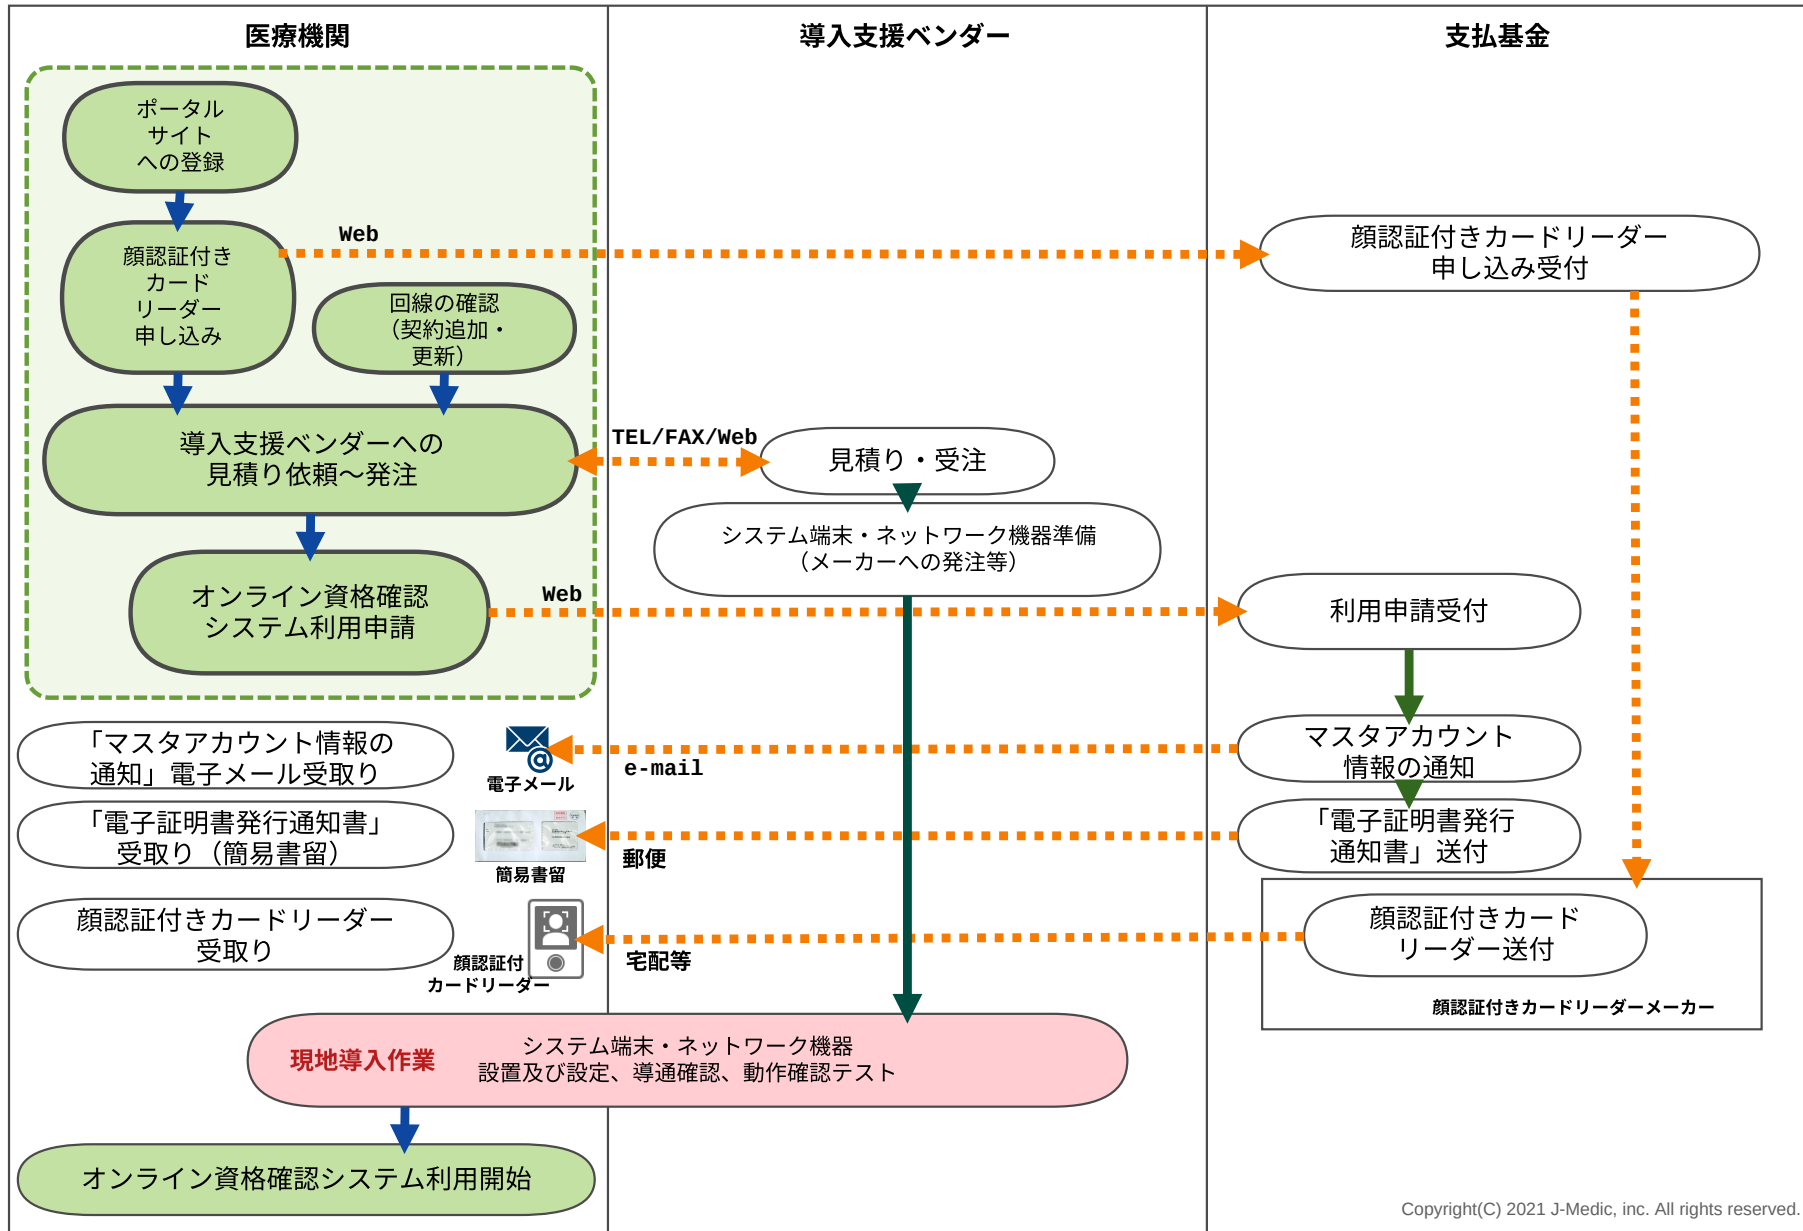 医療機関
導入支援ベンダー
支払基金
ポータル
サイト
への登録
Web
顔認証付き
カード
リーダー
申し込み
顔認証付きカードリーダー
申し込み受付
回線の確認
（契約追加・
更新）
導入支援ベンダーへの
見積り依頼～発注
TEL/FAX/Web
見積り・受注
システム端末・ネットワーク機器準備
（メーカーへの発注等）
オンライン資格確認
システム利用申請
Web
利用申請受付
「マスタアカウント情報の
通知」電子メール受取り
電子メール
e-mail
マスタアカウント
情報の通知
「電子証明書発行通知書」
受取り（簡易書留）
簡易書留
郵便
「電子証明書発行
通知書」送付
顔認証付きカードリーダー
受取り
顔認証付
カードリーダー
宅配等
顔認証付きカード
リーダー送付
顔認証付きカードリーダーメーカー
現地導入作業
システム端末・ネットワーク機器
設置及び設定、導通確認、動作確認テスト
オンライン資格確認システム利用開始
Copyright(C) 2021 J-Medic, inc. All rights reserved.